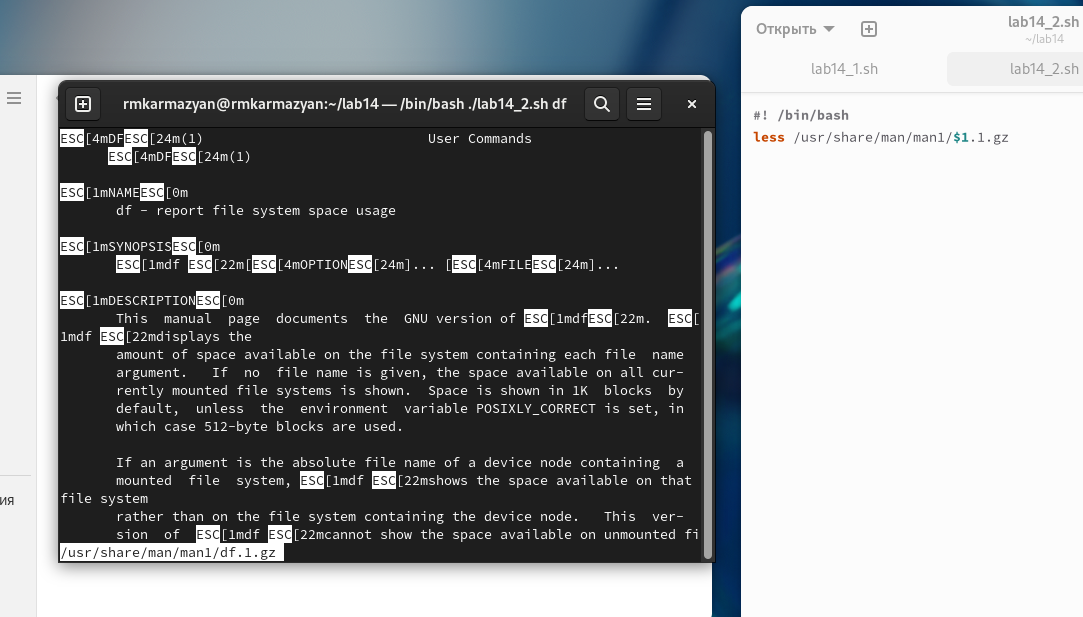 rmkarmazyan@rmkarmazyan:~/lab14 — /bin/bash ./lab14_2.sh df
ESC[4mDFESC[24m(1) User Commands
ESC[4mDFESC[24m(1)
ESC[1mNAMEESC[0m
df - report file system space usage
ESC[1mSYNOPSISESC[0m
ESC[1mdf ESC[22m[ESC[4mOPTIONESC[24m]... [ESC[4mFILEESC[24m]...
ESC[1mDESCRIPTIONESC[0m
This manual page documents the GNU version of ESC[1mdfESC[22m. ESC[
1mdf ESC[22mdisplays the
amount of space available on the file system containing each file name
argument. If no file name is given, the space available on all cur-
rently mounted file systems is shown. Space is shown in 1K blocks by
default, unless the environment variable POSIXLY_CORRECT is set, in
which case 512-byte blocks are used.
If an argument is the absolute file name of a device node containing a
mounted file system, ESC[1mdf ESC[22mshows the space available on that
file system
rather than on the file system containing the device node. This ver-
sion of ESC[1mdf ESC[22mcannot show the space available on unmounted fi
/usr/share/man/man1/df.1.gz
ия
Открыть
lab14_2.sh
~/lab14
lab14_1.sh
lab14_2.sh
#! /bin/bash
less /usr/share/man/man1/$1.1.gz